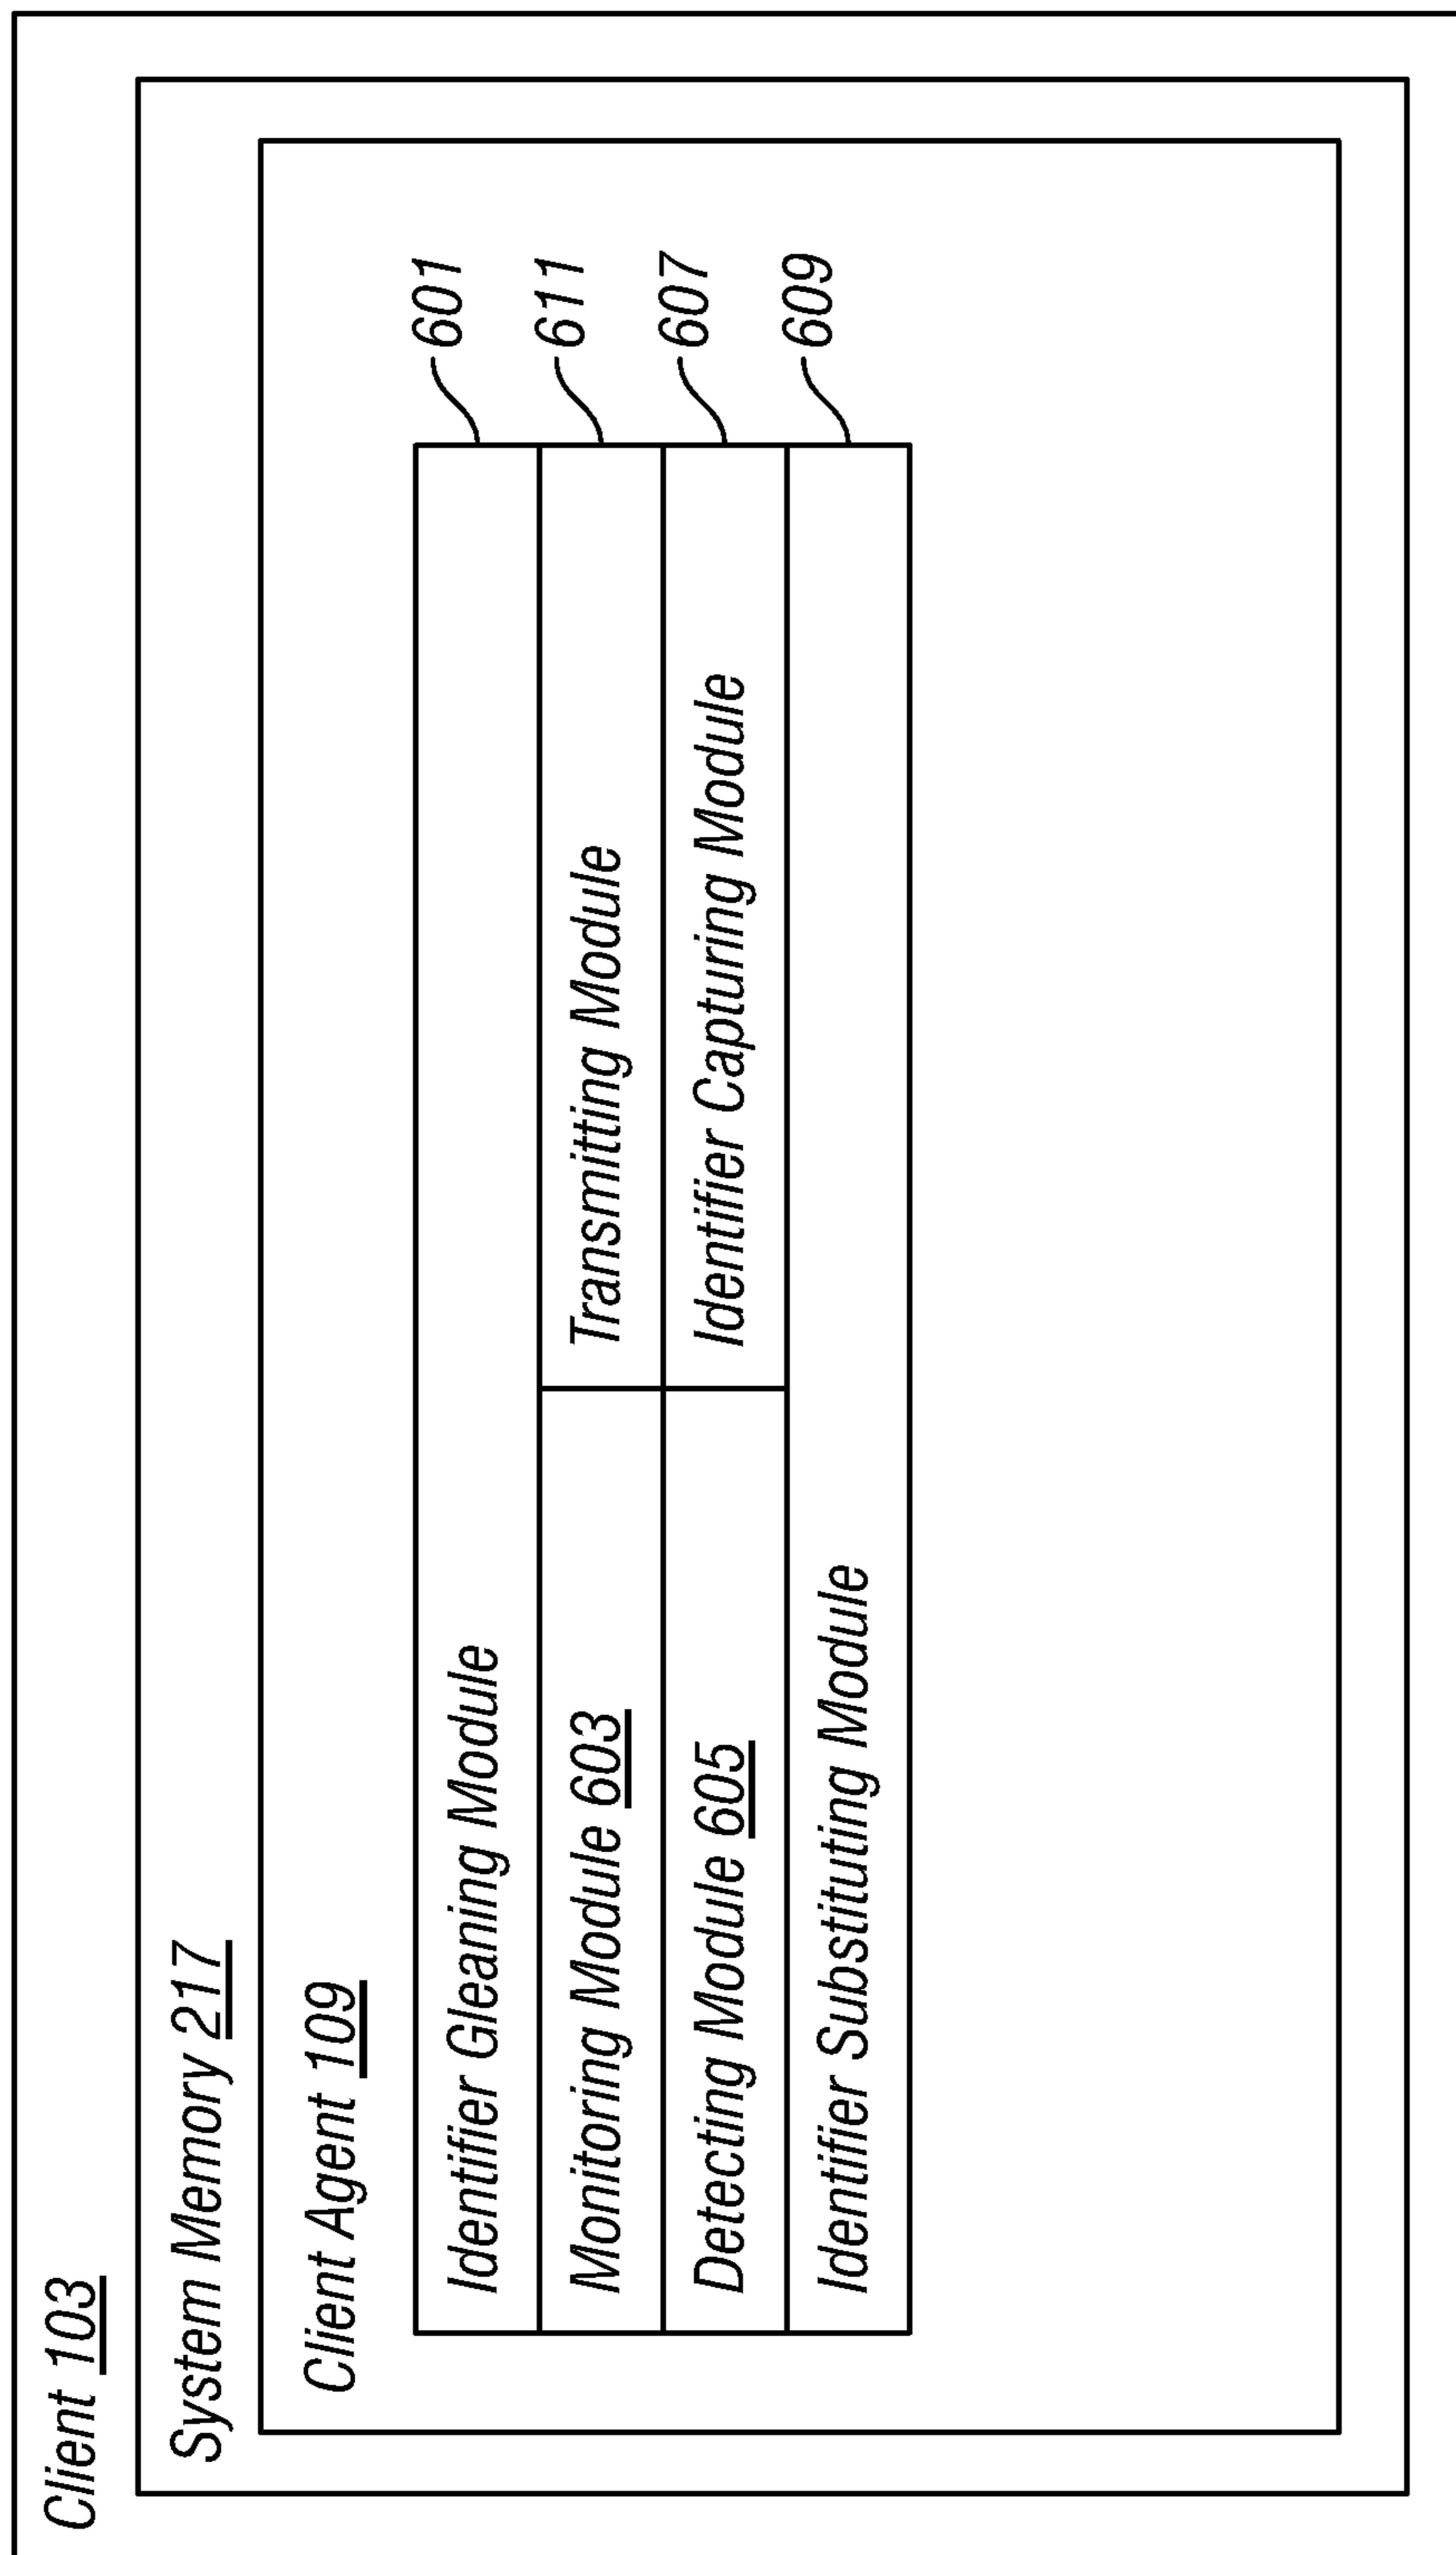 Client 103
System Memory 217
Client Agent 109
Identifier Gleaning Module 601
Monitoring Module 603 Transmitting Module 611
Detecting Module 605 Identifier Capturing Module 607
Identifier Substituting Module 609